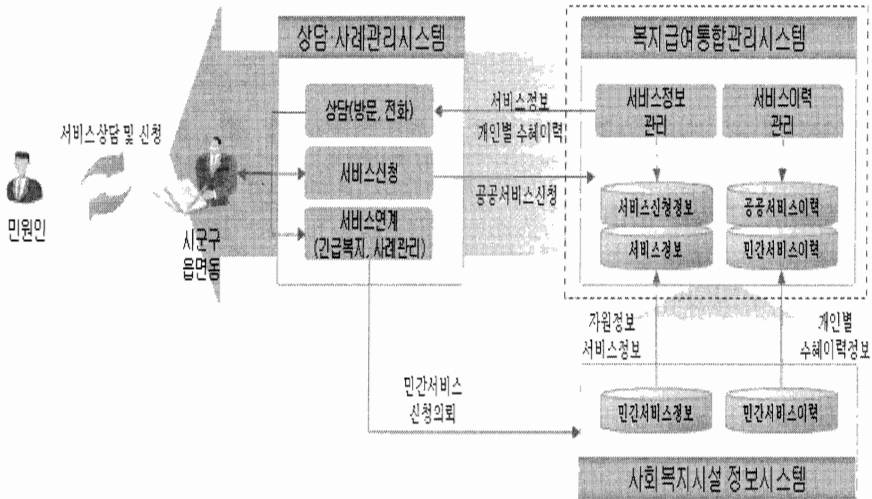 상담·사례관리시스템
복지급여통합관리시스템
상담(방문, 전화)
서비스정보
개인별 수혜이력
서비스정보
관리
서비스이력
관리
서비스상담 및 신청
민원인
시군구
읍면동
서비스신청
공공서비스신청
서비스신청정보
공공서비스이력
서비스연계
(긴급복지, 사례관리)
서비스정보
민간서비스이력
자원정보
서비스정보
개인별
수혜이력정보
민간서비스
신청의뢰
민간서비스정보
민간서비스이력
사회복지시설 정보시스템